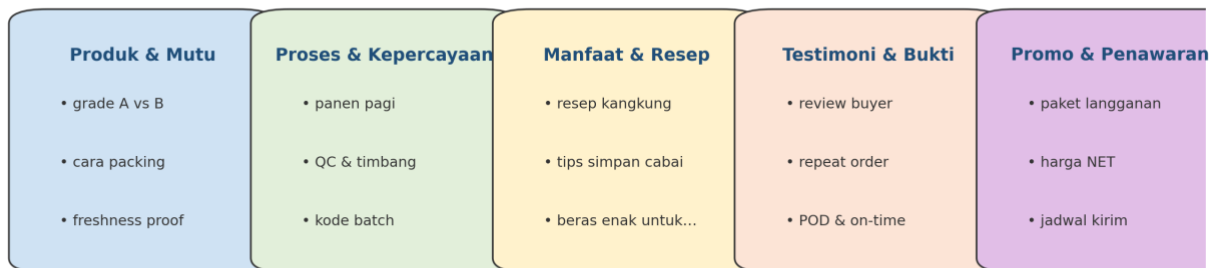 Produk & Mutu
• grade A vs B
• cara packing
• freshness proof
Proses & Kepercayaan
• panen pagi
• QC & timbang
• kode batch
Manfaat & Resep
• resep kangkung
• tips simpan cabai
• beras enak untuk...
Testimoni & Bukti
• review buyer
• repeat order
• POD & on-time
Promo & Penawaran
• paket langganan
• harga NET
• jadwal kirim